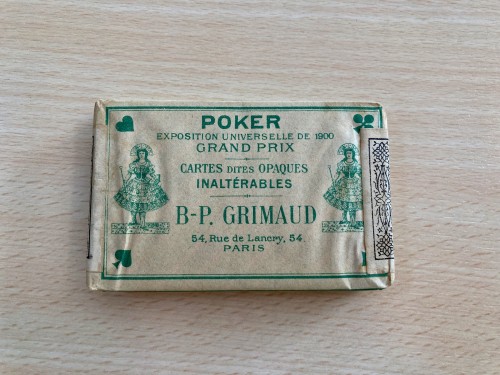 POKER
EXPOSITION UNIVERSELLE DE 1900
GRAND PRIX
CARTES DITES OPAQUES
INALTÉRABLES
B-P. GRIMAUD
54, Rue de Lancry, 54.
PARIS